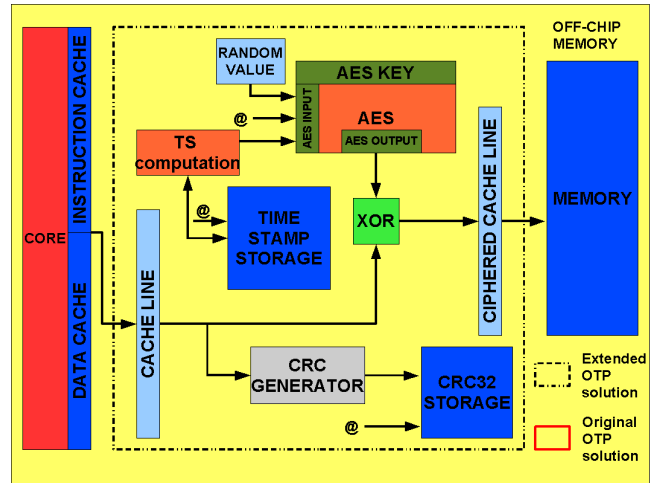 OFF-CHIP
MEMORY
RANDOM
VALUE
AES KEY
AES INPUT
AES
AES OUTPUT
@
TS
computation
INSTRUCTION CACHE
DATA CACHE
CORE
@
TIME
STAMP
STORAGE
XOR
CIPHERED CACHE LINE
MEMORY
CACHE LINE
CRC
GENERATOR
CRC32
STORAGE
@
Extended
OTP
solution
Original
OTP
solution